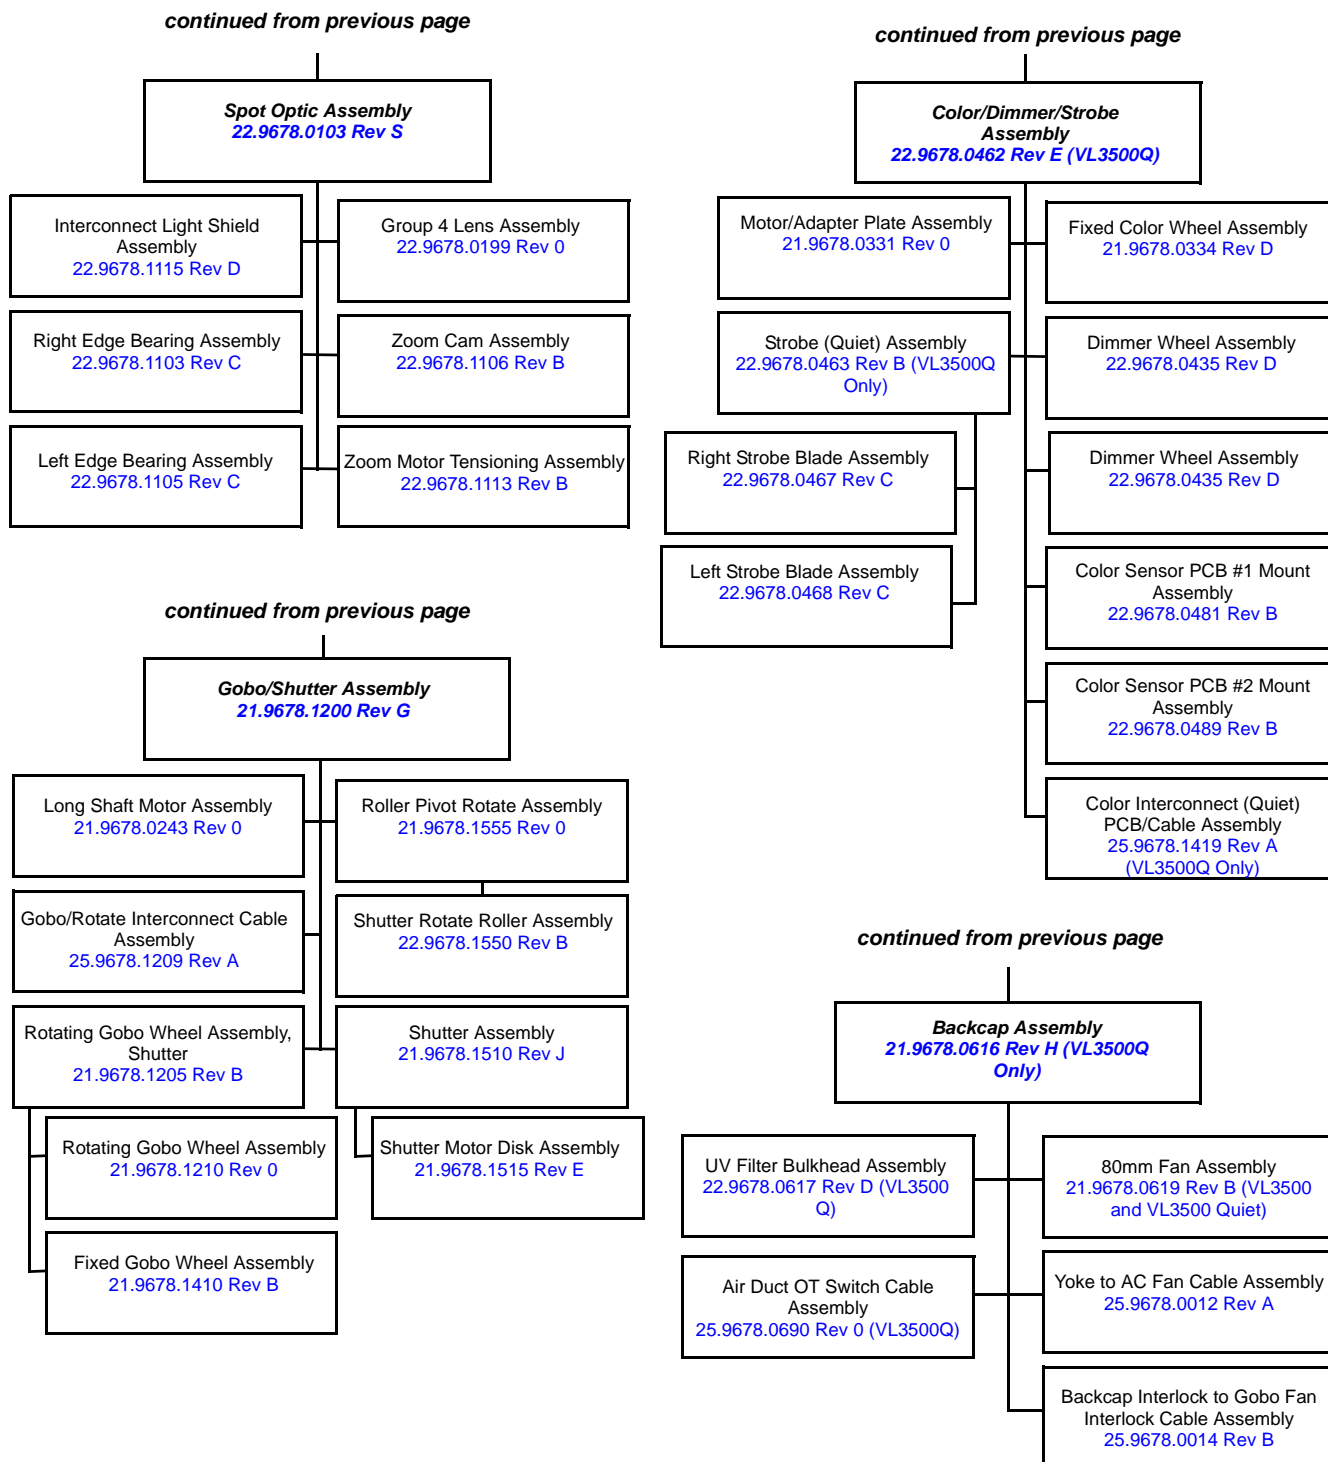 continued from previous page
Spot Optic Assembly
22.9678.0103 Rev S
Interconnect Light Shield
Assembly
22.9678.1115 Rev D
Group 4 Lens Assembly
22.9678.0199 Rev 0
Right Edge Bearing Assembly
22.9678.1103 Rev C
Zoom Cam Assembly
22.9678.1106 Rev B
Left Edge Bearing Assembly
22.9678.1105 Rev C
Zoom Motor Tensioning Assembly
22.9678.1113 Rev B
continued from previous page
Gobo/Shutter Assembly
21.9678.1200 Rev G
Long Shaft Motor Assembly
21.9678.0243 Rev 0
Roller Pivot Rotate Assembly
21.9678.1555 Rev 0
Gobo/Rotate Interconnect Cable
Assembly
25.9678.1209 Rev A
Shutter Rotate Roller Assembly
22.9678.1550 Rev B
Rotating Gobo Wheel Assembly,
Shutter
21.9678.1205 Rev B
Shutter Assembly
21.9678.1510 Rev J
Rotating Gobo Wheel Assembly
21.9678.1210 Rev 0
Shutter Motor Disk Assembly
21.9678.1515 Rev E
Fixed Gobo Wheel Assembly
21.9678.1410 Rev B
continued from previous page
Color/Dimmer/Strobe
Assembly
22.9678.0462 Rev E (VL3500Q)
Motor/Adapter Plate Assembly
21.9678.0331 Rev 0
Fixed Color Wheel Assembly
21.9678.0334 Rev D
Strobe (Quiet) Assembly
22.9678.0463 Rev B (VL3500Q
Only)
Dimmer Wheel Assembly
22.9678.0435 Rev D
Right Strobe Blade Assembly
22.9678.0467 Rev C
Dimmer Wheel Assembly
22.9678.0435 Rev D
Left Strobe Blade Assembly
22.9678.0468 Rev C
Color Sensor PCB #1 Mount
Assembly
22.9678.0481 Rev B
Color Sensor PCB #2 Mount
Assembly
22.9678.0489 Rev B
Color Interconnect (Quiet)
PCB/Cable Assembly
25.9678.1419 Rev A
(VL3500Q Only)
continued from previous page
Backcap Assembly
21.9678.0616 Rev H (VL3500Q
Only)
UV Filter Bulkhead Assembly
22.9678.0617 Rev D (VL3500
Q)
80mm Fan Assembly
21.9678.0619 Rev B (VL3500
and VL3500 Quiet)
Air Duct OT Switch Cable
Assembly
25.9678.0690 Rev 0 (VL3500Q)
Yoke to AC Fan Cable Assembly
25.9678.0012 Rev A
Backcap Interlock to Gobo Fan
Interlock Cable Assembly
25.9678.0014 Rev B